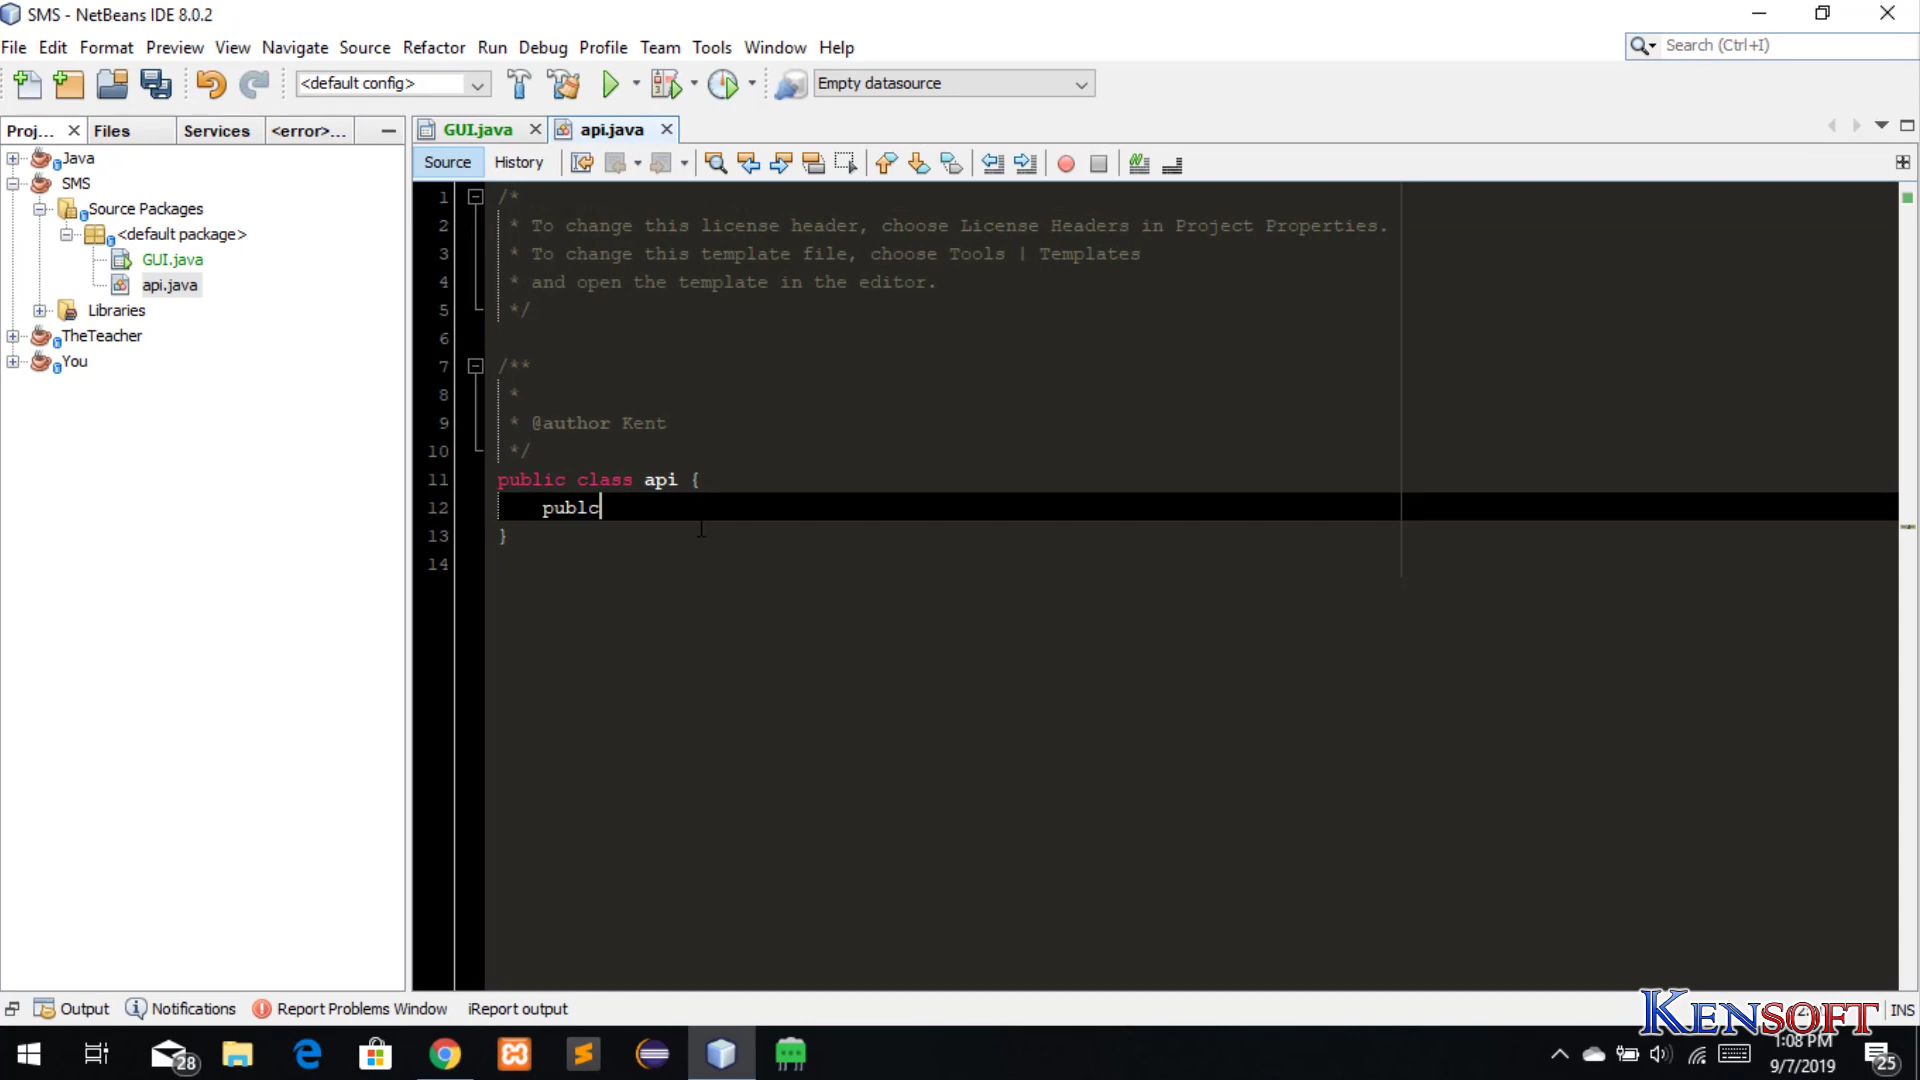 SMS - NetBeans IDE 8.0.2
File Edit Format Preview View Navigate Source Refactor Run Debug Profile Team Tools Window Help
Search (Ctrl+I)
<default config>
Empty datasource
Proj... Files Services <error>...
GUI.java api.java
Source History
Java
SMS
Source Packages
<default package>
GUI.java
api.java
Libraries
TheTeacher
You
1 /*
2 * To change this license header, choose License Headers in Project Properties.
3 * To change this template file, choose Tools | Templates
4 * and open the template in the editor.
5 */
6
7 /**
8 *
9 * @author Kent
10 */
11 public class api {
12 publc
13 }
14
Output Notifications Report Problems Window iReport output
INS
KENSOFT
28
1:08 PM
9/7/2019
25